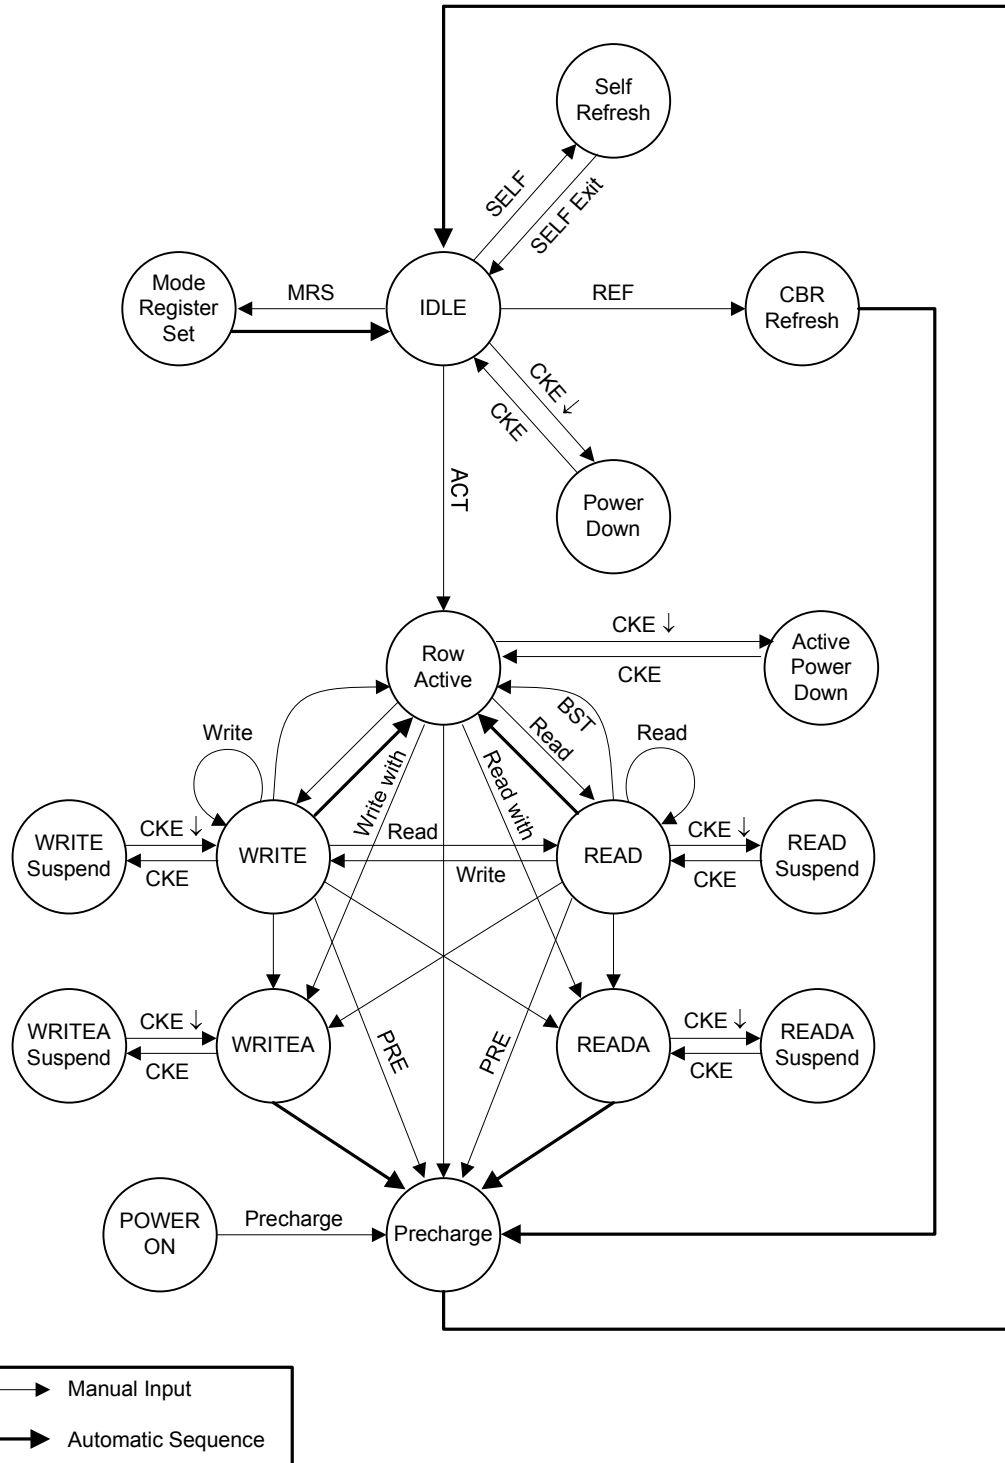 Self
Refresh
SELF
SELF Exit
Mode
Register
Set
MRS
IDLE
REF
CBR
Refresh
CKE ↓
CKE
ACT
Power
Down
Row
Active
CKE ↓
CKE
Active
Power
Down
BST
Read
Write
Read
Write with
Read with
WRITE
Suspend
CKE ↓
CKE
WRITE
Read
Write
READ
CKE ↓
CKE
READ
Suspend
WRITEA
Suspend
CKE ↓
CKE
WRITEA
PRE
PRE
READA
CKE ↓
CKE
READA
Suspend
POWER
ON
Precharge
Precharge
Manual Input
Automatic Sequence